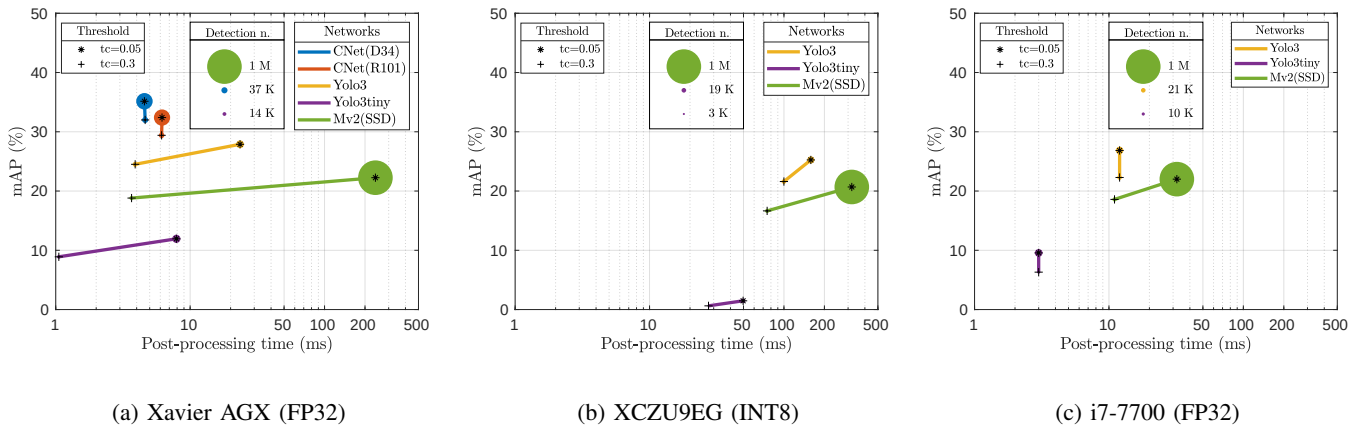 Threshold
tc=0.05
tc=0.3
Detection n.
1 M
37 K
14 K
Networks
CNet(D34)
CNet(R101)
Yolo3
Yolo3tiny
Mv2(SSD)
50
40
30
20
10
0
mAP (%)
1
10
50
100
200
500
Post-processing time (ms)
(a) Xavier AGX (FP32)
Threshold
tc=0.05
tc=0.3
Detection n.
1 M
19 K
3 K
Networks
Yolo3
Yolo3tiny
Mv2(SSD)
50
40
30
20
10
0
mAP (%)
1
10
50
100
200
500
Post-processing time (ms)
(b) XCZU9EG (INT8)
Threshold
tc=0.05
tc=0.3
Detection n.
1 M
21 K
10 K
Networks
Yolo3
Yolo3tiny
Mv2(SSD)
50
40
30
20
10
0
mAP (%)
1
10
100
200
500
Post-processing time (ms)
(c) i7-7700 (FP32)